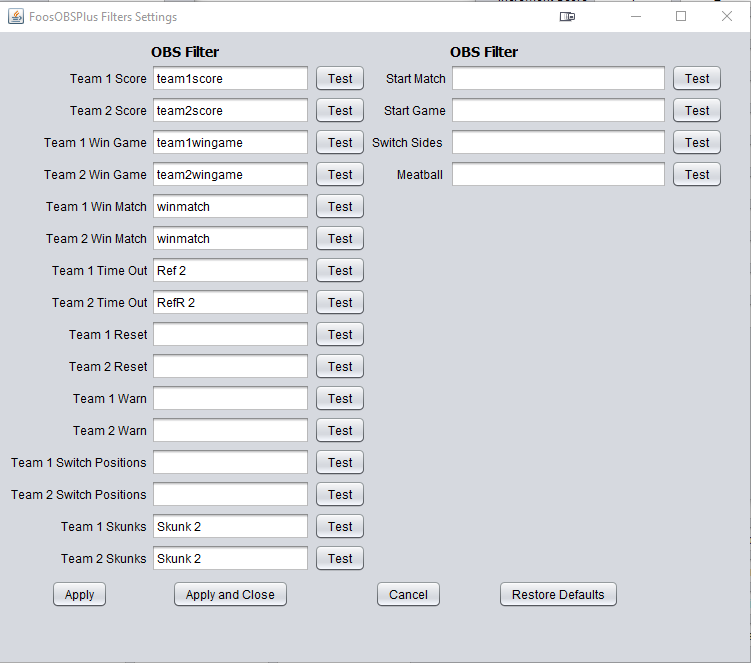 FoosOBSPlus Filters Settings
OBS Filter OBS Filter
Team 1 Score team1score Test Start Match Test
Team 2 Score team2score Test Start Game Test
Team 1 Win Game team1wingame Test Switch Sides Test
Team 2 Win Game team2wingame Test Meatball Test
Team 1 Win Match winmatch Test
Team 2 Win Match winmatch Test
Team 1 Time Out Ref 2 Test
Team 2 Time Out RefR 2 Test
Team 1 Reset Test
Team 2 Reset Test
Team 1 Warn Test
Team 2 Warn Test
Team 1 Switch Positions Test
Team 2 Switch Positions Test
Team 1 Skunks Skunk 2 Test
Team 2 Skunks Skunk 2 Test
Apply Apply and Close Cancel Restore Defaults